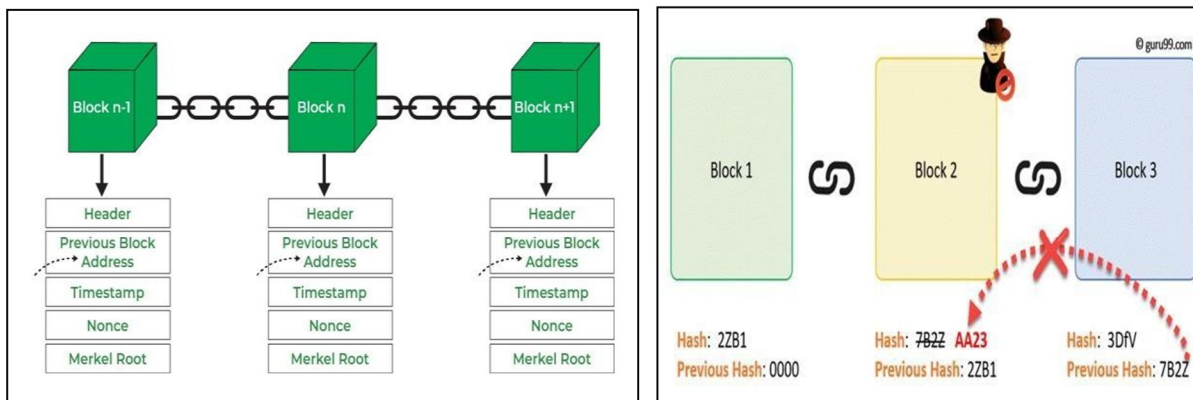 Block n-1
Block n
Block n+1
Header
Previous Block
Address
Timestamp
Nonce
Merkel Root
Header
Previous Block
Address
Timestamp
Nonce
Merkel Root
Header
Previous Block
Address
Timestamp
Nonce
Merkel Root
© guru99.com
Block 1
Block 2
Block 3
Hash: 2ZB1
Previous Hash: 0000
Hash: 7B2Z AA23
Previous Hash: 2ZB1
Hash: 3DfV
Previous Hash: 7B2Z